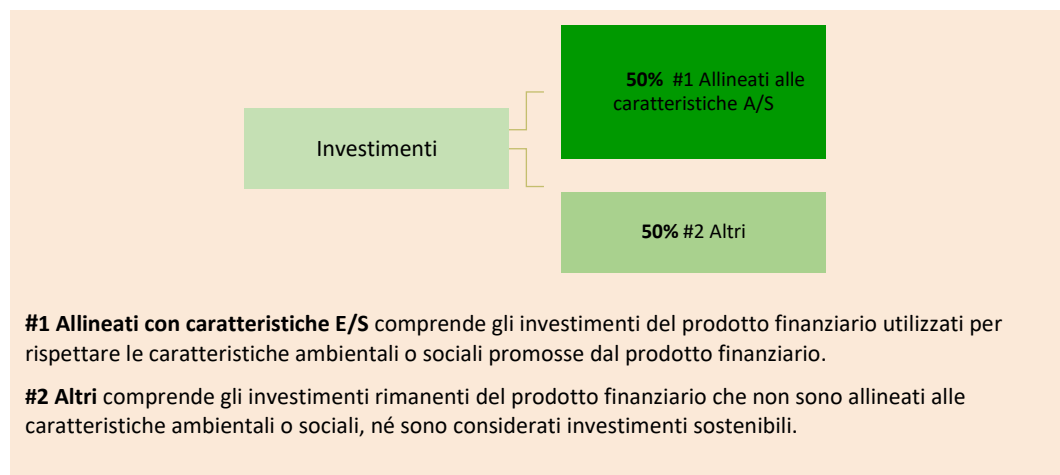 50% #1 Allineati alle
caratteristiche A/S
Investimenti
50% #2 Altri
#1 Allineati con caratteristiche E/S comprende gli investimenti del prodotto finanziario utilizzati per
rispettare le caratteristiche ambientali o sociali promosse dal prodotto finanziario.
#2 Altri comprende gli investimenti rimanenti del prodotto finanziario che non sono allineati alle
caratteristiche ambientali o sociali, né sono considerati investimenti sostenibili.